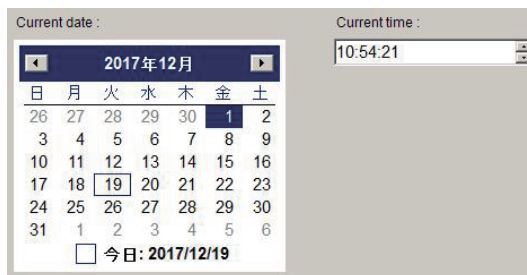 Current date :
Current time :
10:54:21
2017年12月
日 月 火 水 木 金 土
26 27 28 29 30 1 2
3 4 5 6 7 8 9
10 11 12 13 14 15 16
17 18 19 20 21 22 23
24 25 26 27 28 29 30
31 1 2 3 4 5 6
今日: 2017/12/19